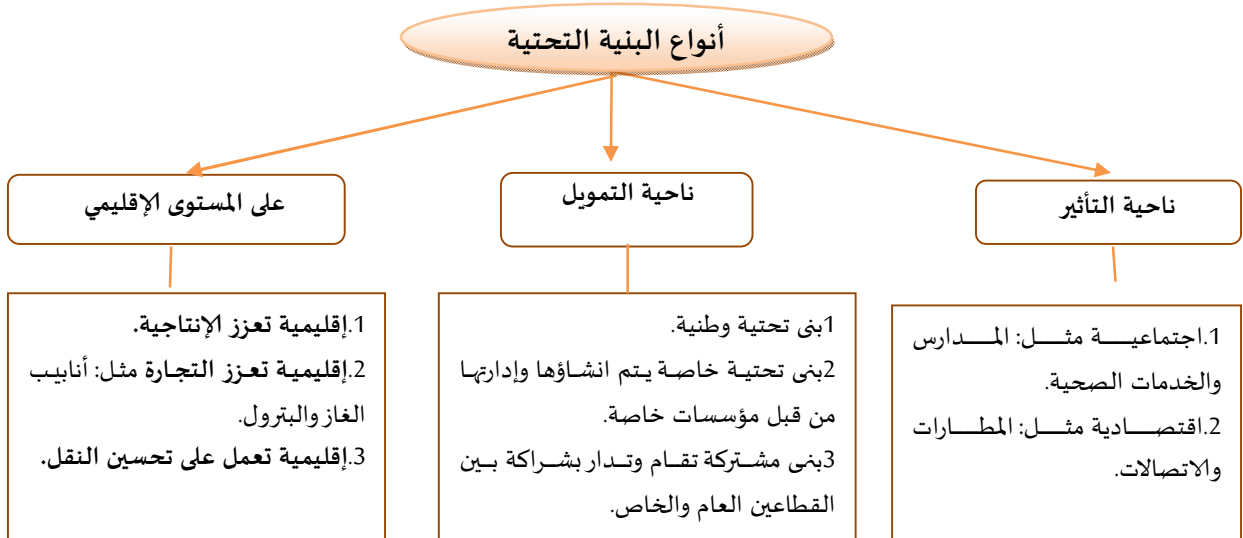 أنواع البنية التحتية
ناحية التأثير
ناحية التمويل
على المستوى الإقليمي
1.اجتماعية مثل: المدارس
والخدمات الصحية.
2.اقتصادية مثل: المطارات
والاتصالات.
1بنى تحتية وطنية.
2بنى تحتية خاصة يتم انشاؤها وإدارتها
من قبل مؤسسات خاصة.
3بنى مشتركة تقام وتدار بشراكة بين
القطاعين العام والخاص.
1.إقليمية تعزز الإنتاجية.
2.إقليمية تعزز التجارة مثل: أنابيب
الغاز والبترول.
3.إقليمية تعمل على تحسين النقل.